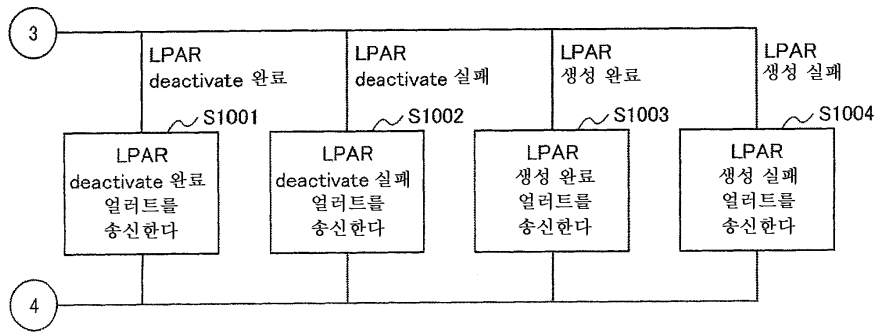 3
LPAR
deactivate 완료
LPAR
deactivate 실패
LPAR
생성 완료
LPAR
생성 실패
S1001
S1002
S1003
S1004
LPAR
deactivate 완료
얼러트를
송신한다
LPAR
deactivate 실패
얼러트를
송신한다
LPAR
생성 완료
얼러트를
송신한다
LPAR
생성 실패
얼러트를
송신한다
4